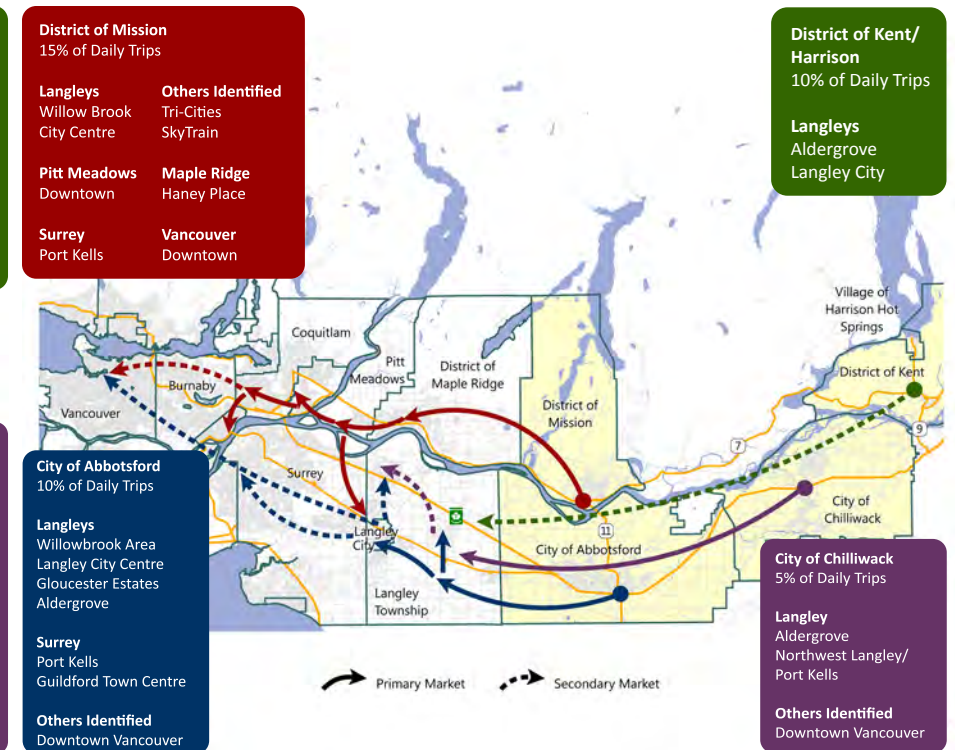 District of Mission
15% of Daily Trips
Langleys
Willow Brook
City Centre
Others Identified
Tri-Cities
SkyTrain
Pitt Meadows
Downtown
Maple Ridge
Haney Place
Surrey
Port Kells
Vancouver
Downtown
District of Kent/
Harrison
10% of Daily Trips
Langleys
Aldergrove
Langley City
Village of
Harrison Hot
Springs
Coquitlam
Pitt
Meadows
District of
Maple Ridge
District of Kent
Burnaby
Vancouver
District of
Mission
9
7
Surrey
City of
Chilliwack
11
Langley
City
City of Abbotsford
Langley
Township
City of Abbotsford
10% of Daily Trips
Langleys
Willowbrook Area
Langley City Centre
Gloucester Estates
Aldergrove
Surrey
Port Kells
Guildford Town Centre
Others Identified
Downtown Vancouver
City of Chilliwack
5% of Daily Trips
Langley
Aldergrove
Northwest Langley/
Port Kells
Others Identified
Downtown Vancouver
Primary Market
Secondary Market